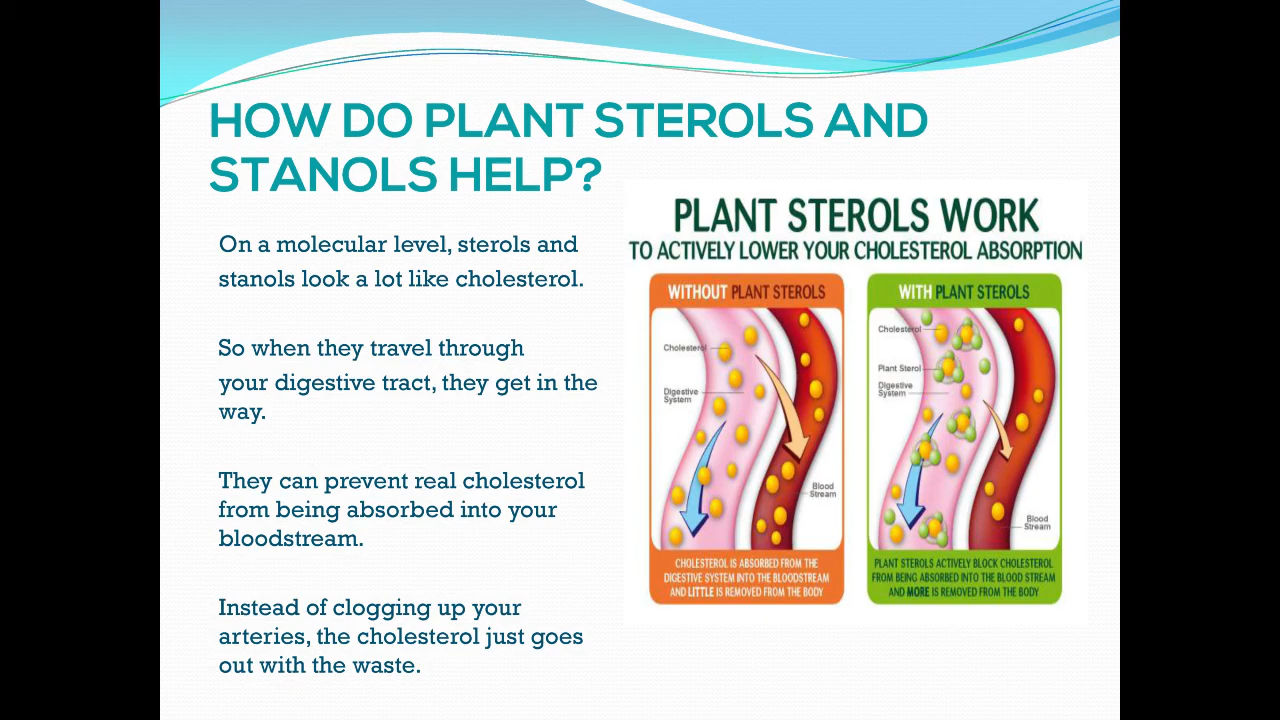 HOW DO PLANT STEROLS AND
STANOLS HELP?
On a molecular level, sterols and
stanols look a lot like cholesterol.
So when they travel through
your digestive tract, they get in the
way.
They can prevent real cholesterol
from being absorbed into your
bloodstream.
Instead of clogging up your
arteries, the cholesterol just goes
out with the waste.
PLANT STEROLS WORK
TO ACTIVELY LOWER YOUR CHOLESTEROL ABSORPTION
WITHOUT PLANT STEROLS
Cholesterol
Digestive
System
Blood
Stream
CHOLESTEROL IS ABSORBED FROM THE
DIGESTIVE SYSTEM INTO THE BLOODSTREAM
AND LITTLE IS REMOVED FROM THE BODY
WITH PLANT STEROLS
Cholesterol
Plant Sterol
Digestive
System
Blood
Stream
PLANT STEROLS ACTIVELY BLOCK CHOLESTEROL
FROM BEING ABSORBED INTO THE BLOOD STREAM
AND MORE IS REMOVED FROM THE BODY